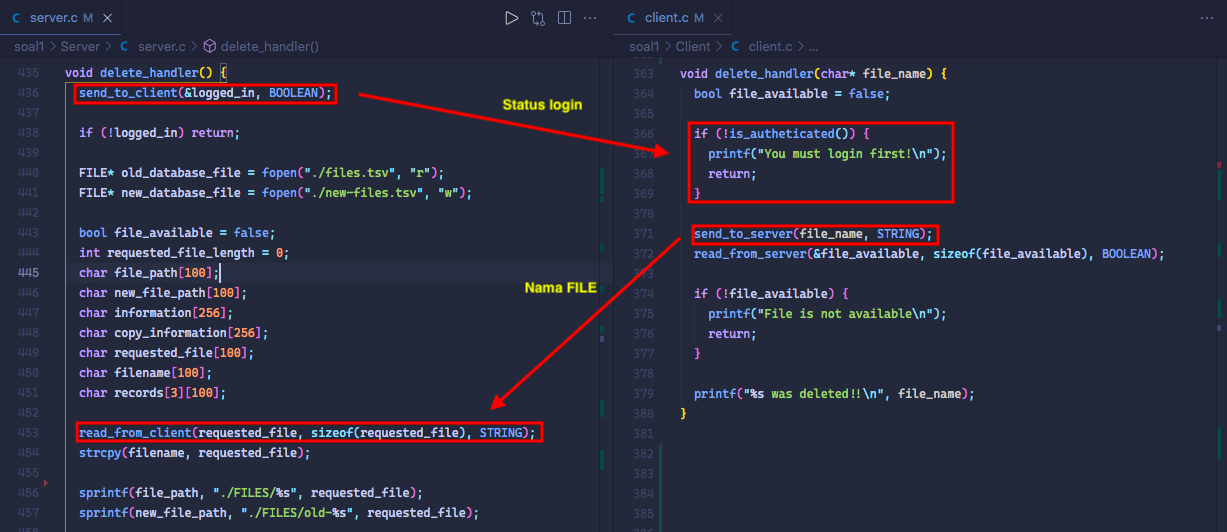 server.c M
soal1 > Server > C server.c > delete_handler()
435 void delete_handler() {
436 send_to_client(&logged_in, BOOLEAN);
437
438 if (!logged_in) return;
439
440 FILE* old_database_file = fopen("./files.tsv", "r");
441 FILE* new_database_file = fopen("./new-files.tsv", "w");
442
443 bool file_available = false;
444 int requested_file_length = 0;
445 char file_path[100];
446 char new_file_path[100];
447 char information[256];
448 char copy_information[256];
449 char requested_file[100];
450 char filename[100];
451 char records[3][100];
452
453 read_from_client(requested_file, sizeof(requested_file), STRING);
454 strcpy(filename, requested_file);
455
456 sprintf(file_path, "./FILES/%s", requested_file);
457 sprintf(new_file_path, "./FILES/old-%s", requested_file);
458
Status login
Nama FILE
client.c M
soal1 > Client > C client.c > ...
363 void delete_handler(char* file_name) {
364 bool file_available = false;
365
366 if (!is_autheticated()) {
367 printf("You must login first!\n");
368 return;
369 }
370
371 send_to_server(file_name, STRING);
372 read_from_server(&file_available, sizeof(file_available), BOOLEAN);
373
374 if (!file_available) {
375 printf("File is not available\n");
376 return;
377 }
378
379 printf("%s was deleted!!\n", file_name);
380 }
381
382
383
384
385
386